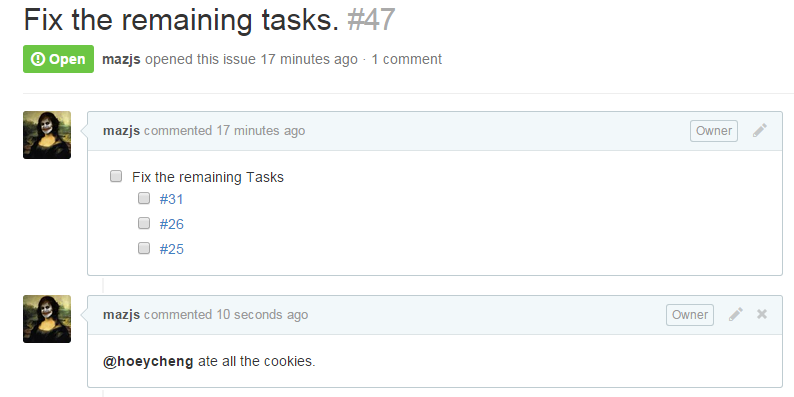 Fix the remaining tasks. #47
Open mazjs opened this issue 17 minutes ago · 1 comment
mazjs commented 17 minutes ago Owner
Fix the remaining Tasks
#31
#26
#25
mazjs commented 10 seconds ago Owner
@hoeycheng ate all the cookies.